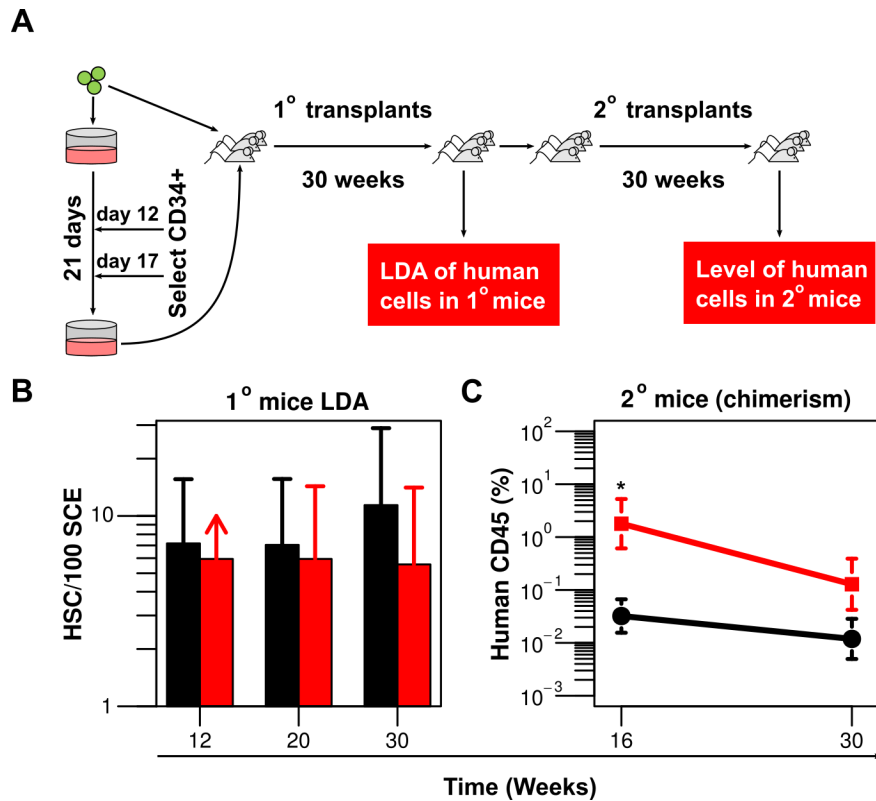 A
1° transplants
2° transplants
30 weeks
30 weeks
21 days
day 12
day 17
Select CD34+
LDA of human
cells in 1° mice
Level of human
cells in 2° mice
B
1° mice LDA
HSC/100 SCE
10
1
12
20
30
C
2° mice (chimerism)
Human CD45 (%)
10²
10¹
10⁰
10⁻¹
10⁻²
10⁻³
*
16
30
Time (Weeks)